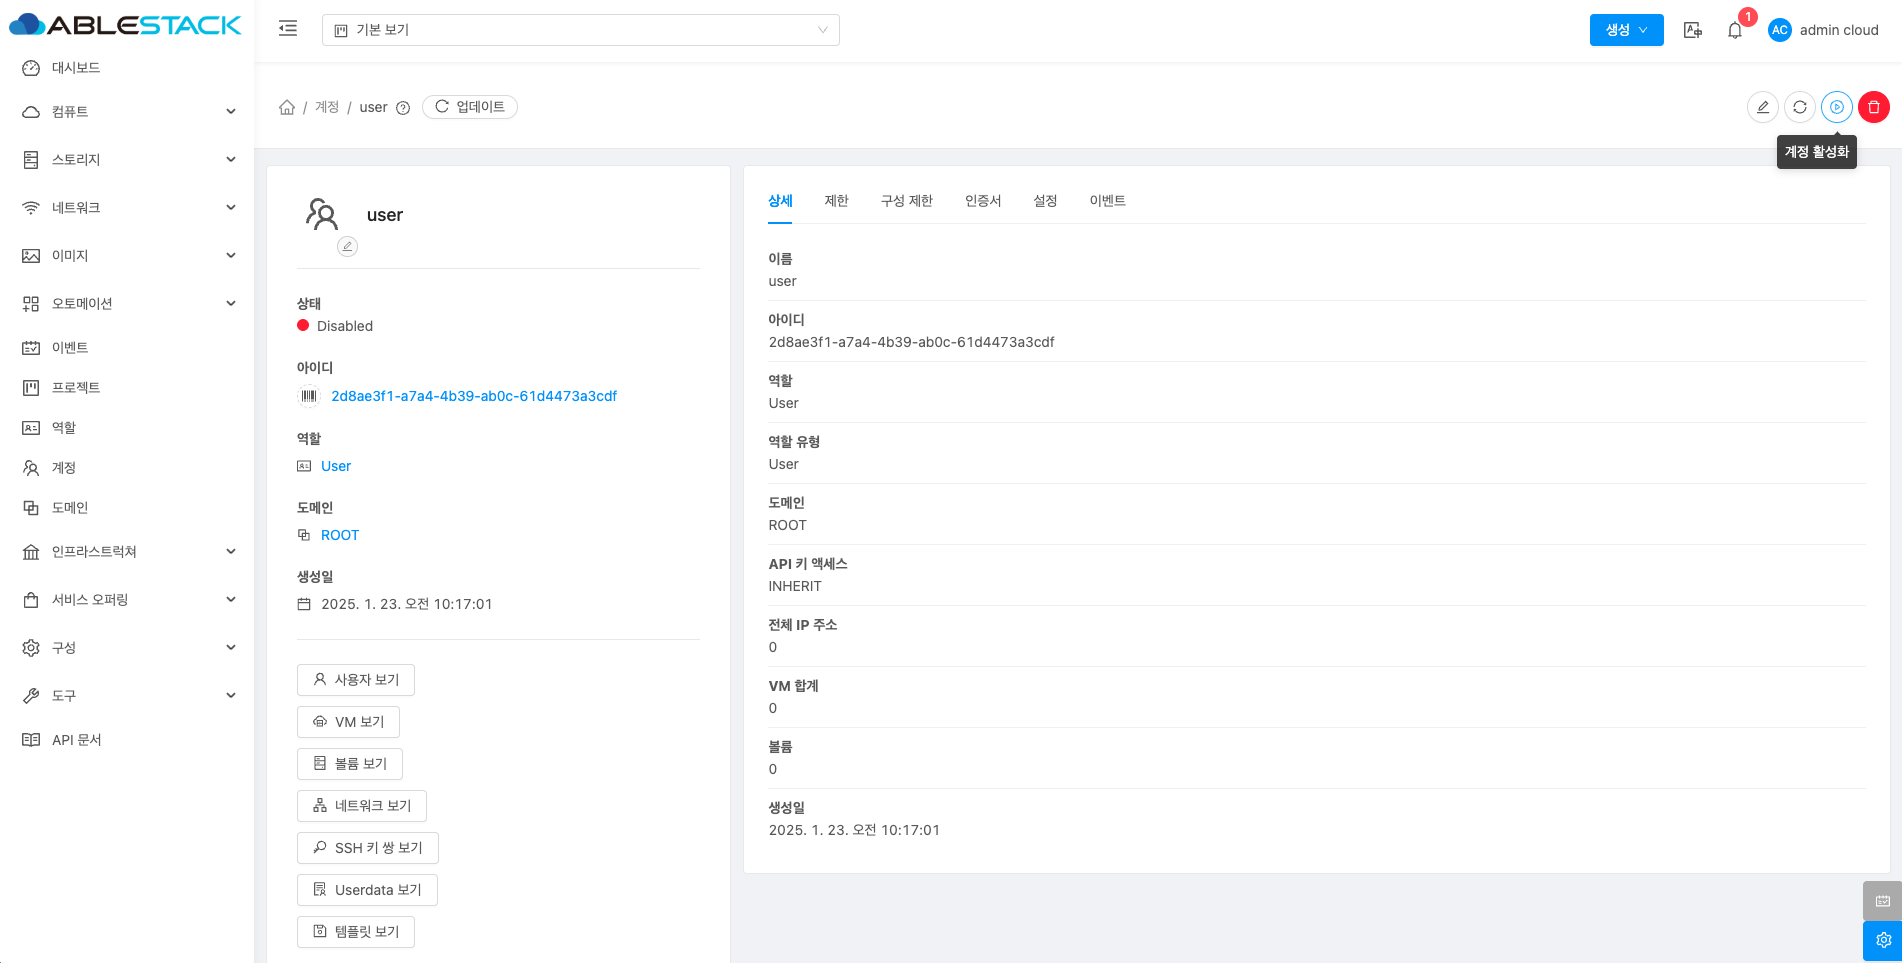 ABLESTACK
기본 보기
생성
1
AC
admin cloud
대시보드
컴퓨트
스토리지
네트워크
이미지
오토메이션
이벤트
프로젝트
역할
계정
도메인
인프라스트럭쳐
서비스 오퍼링
구성
도구
API 문서
/ 계정 / user
업데이트
계정 활성화
user
상태
Disabled
아이디
2d8ae3f1-a7a4-4b39-ab0c-61d4473a3cdf
역할
User
도메인
ROOT
생성일
2025. 1. 23. 오전 10:17:01
사용자 보기
VM 보기
볼륨 보기
네트워크 보기
SSH 키 쌍 보기
Userdata 보기
템플릿 보기
상세 제한 구성 제한 인증서 설정 이벤트
이름
user
아이디
2d8ae3f1-a7a4-4b39-ab0c-61d4473a3cdf
역할
User
역할 유형
User
도메인
ROOT
API 키 액세스
INHERIT
전체 IP 주소
0
VM 합계
0
볼륨
0
생성일
2025. 1. 23. 오전 10:17:01